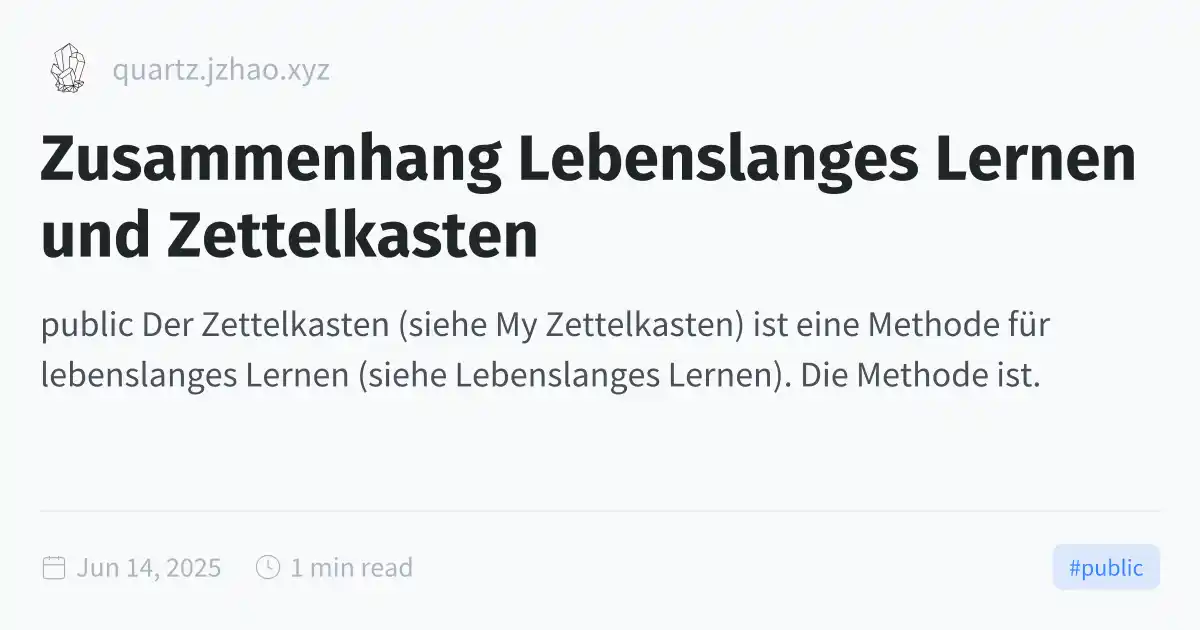 quartz.jzhao.xyz
Zusammenhang Lebenslanges Lernen
und Zettelkasten
public Der Zettelkasten (siehe My Zettelkasten) ist eine Methode für
lebenslanges Lernen (siehe Lebenslanges Lernen). Die Methode ist.
Jun 14, 2025 1 min read #public